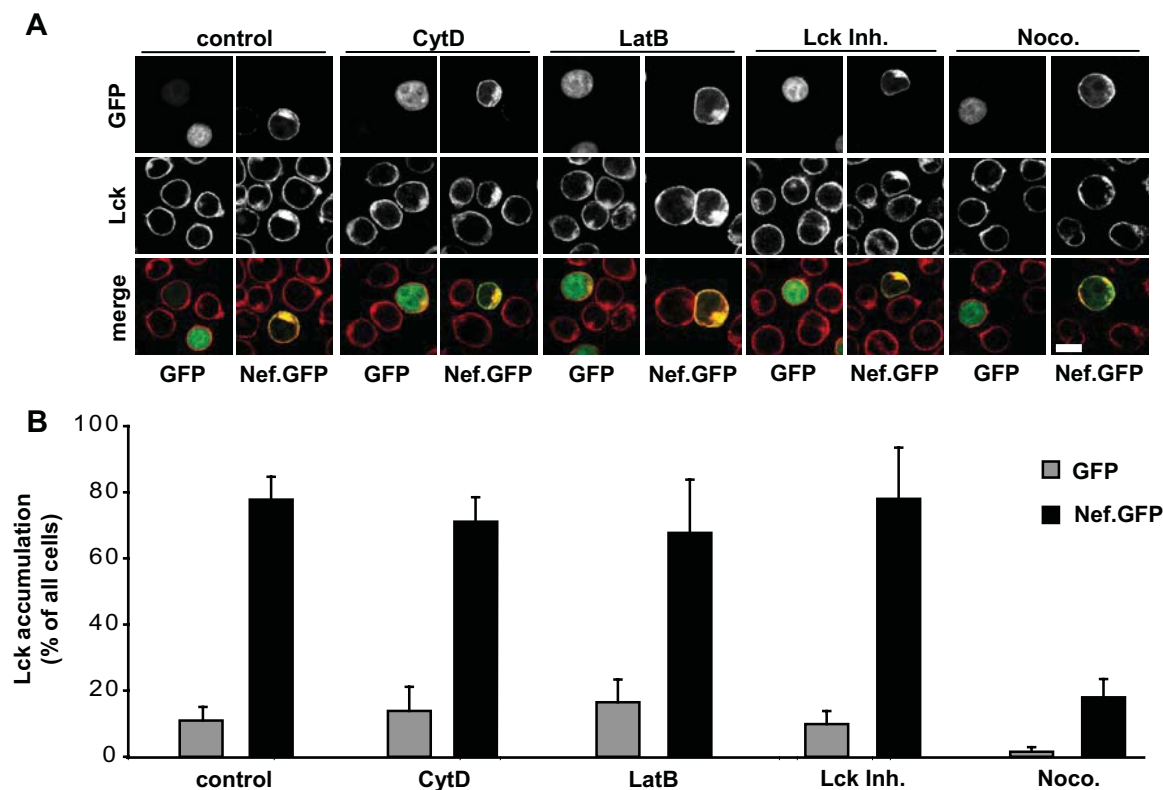 A
control CytD LatB Lck Inh. Noco.
GFP
Lck
merge
GFP Nef.GFP GFP Nef.GFP GFP Nef.GFP GFP Nef.GFP GFP Nef.GFP
B
Lck accumulation
(% of all cells)
100
80
60
40
20
0
GFP
Nef.GFP
control CytD LatB Lck Inh. Noco.